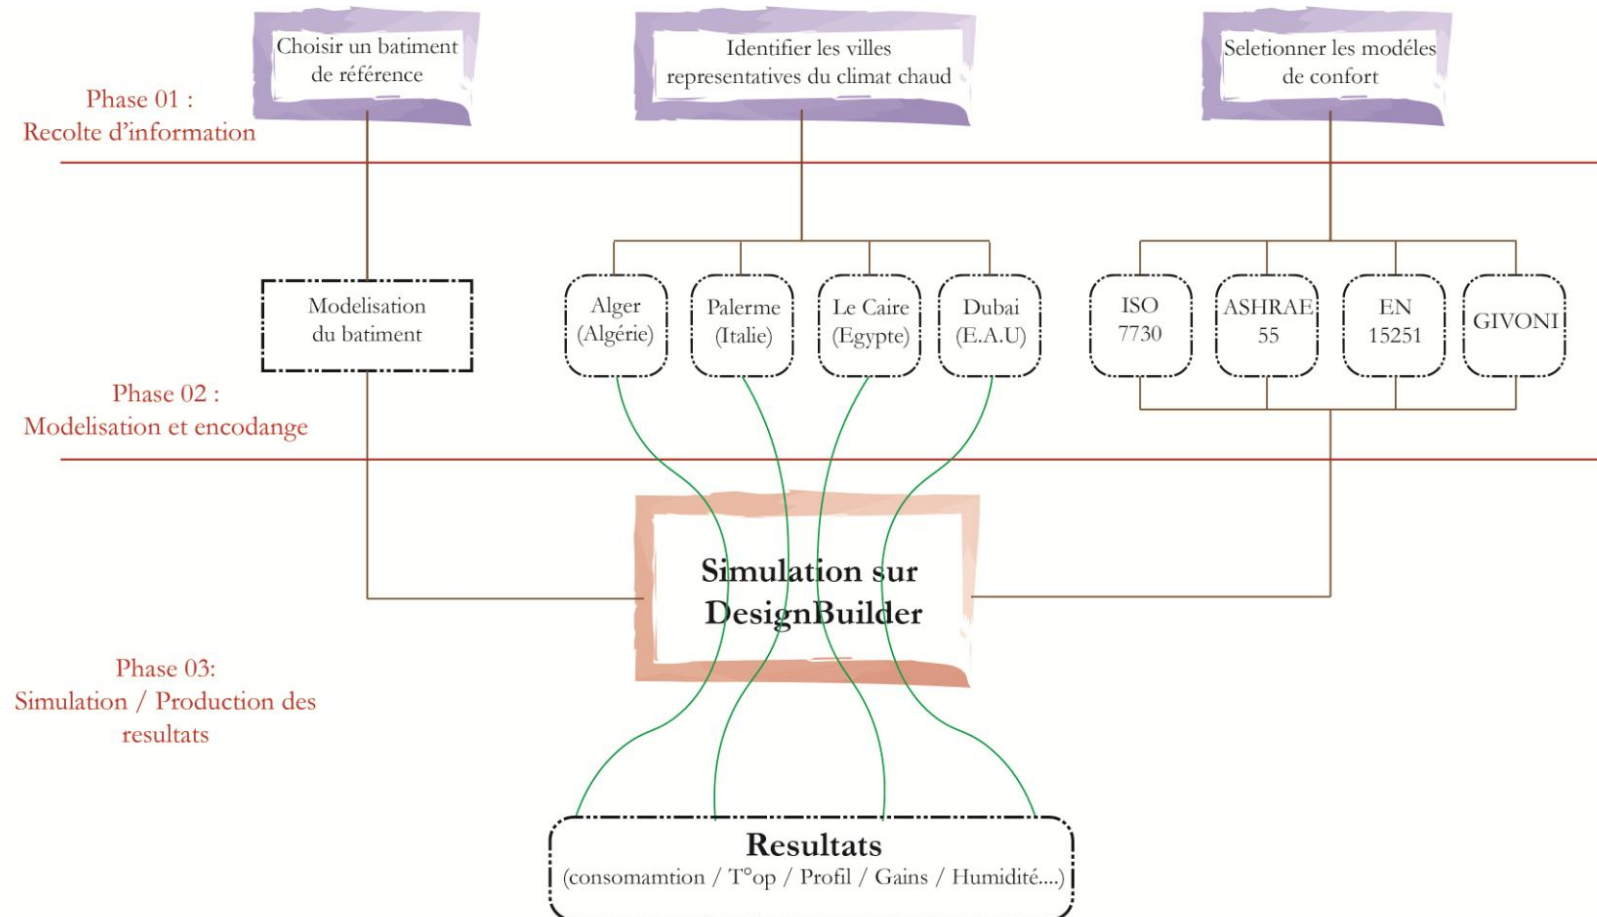 Choisir un batiment
de référence
Identifier les villes
representatives du climat chaud
Seletionner les modéles
de confort
Phase 01 :
Recolte d'information
Modelisation
du batiment
Alger
(Algérie)
Palerme
(Italie)
Le Caire
(Egypte)
Dubai
(E.A.U)
ISO
7730
ASHRAE
55
EN
15251
GIVONI
Phase 02 :
Modelisation et encodange
Simulation sur
DesignBuilder
Phase 03:
Simulation / Production des
resultats
Resultats
(consomamtion / T°op / Profil / Gains / Humidité....)